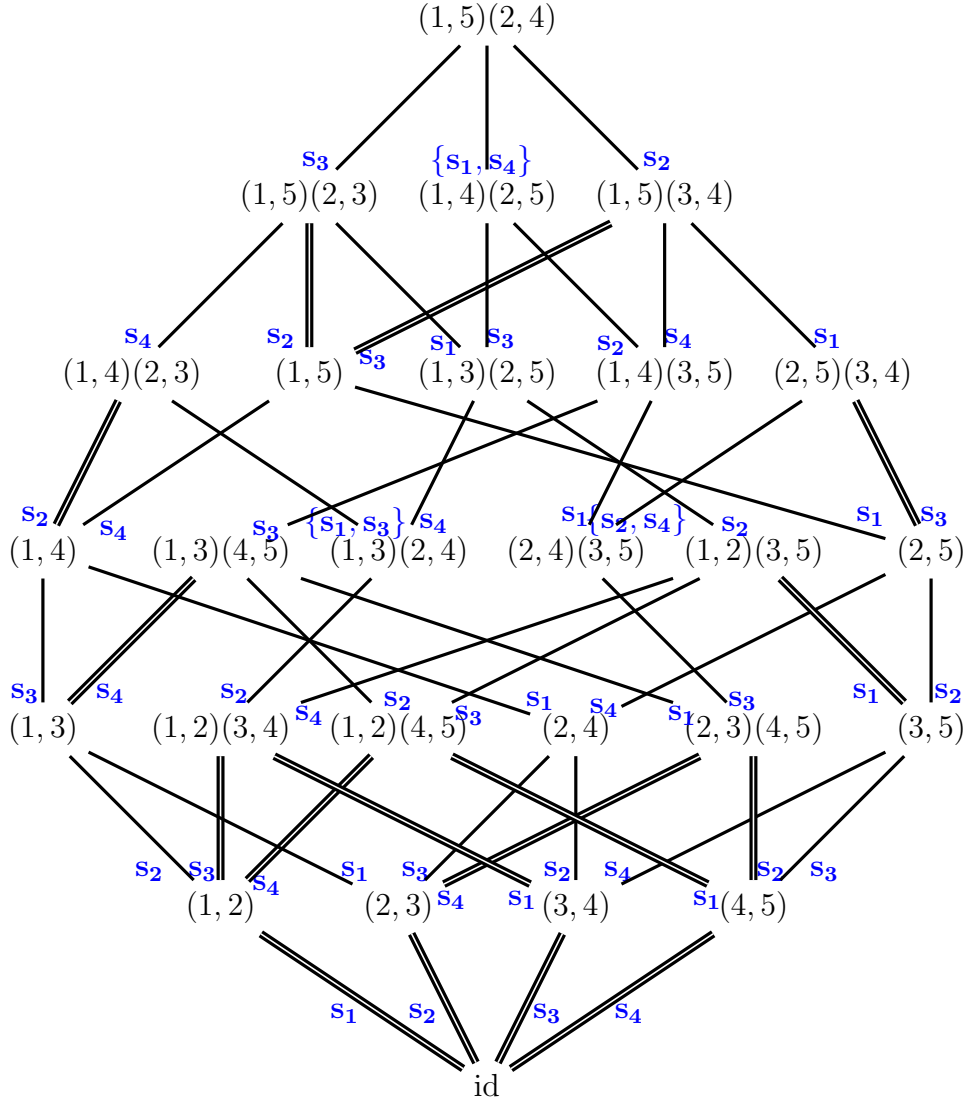 (1, 5)(2, 4)
s₃ {s₁, s₄} s₂
(1, 5)(2, 3) (1, 4)(2, 5) (1, 5)(3, 4)
s₄ s₂ s₃ s₁ s₃ s₂ s₄ s₁
(1, 4)(2, 3) (1, 5) (1, 3)(2, 5) (1, 4)(3, 5) (2, 5)(3, 4)
s₂ s₄ s₃ {s₁, s₃} s₄ s₁ {s₂, s₄} s₂ s₁ s₃
(1, 4) (1, 3)(4, 5) (1, 3)(2, 4) (2, 4)(3, 5) (1, 2)(3, 5) (2, 5)
s₃ s₄ s₂ s₄ s₂ s₃ s₁ s₄ s₁ s₃ s₁ s₂
(1, 3) (1, 2)(3, 4) (1, 2)(4, 5) (2, 4) (2, 3)(4, 5) (3, 5)
s₂ s₃ s₄ s₁ s₃ s₄ s₁ s₂ s₄ s₁ s₂ s₃
(1, 2) (2, 3) (3, 4) (4, 5)
s₁ s₂ s₃ s₄
id